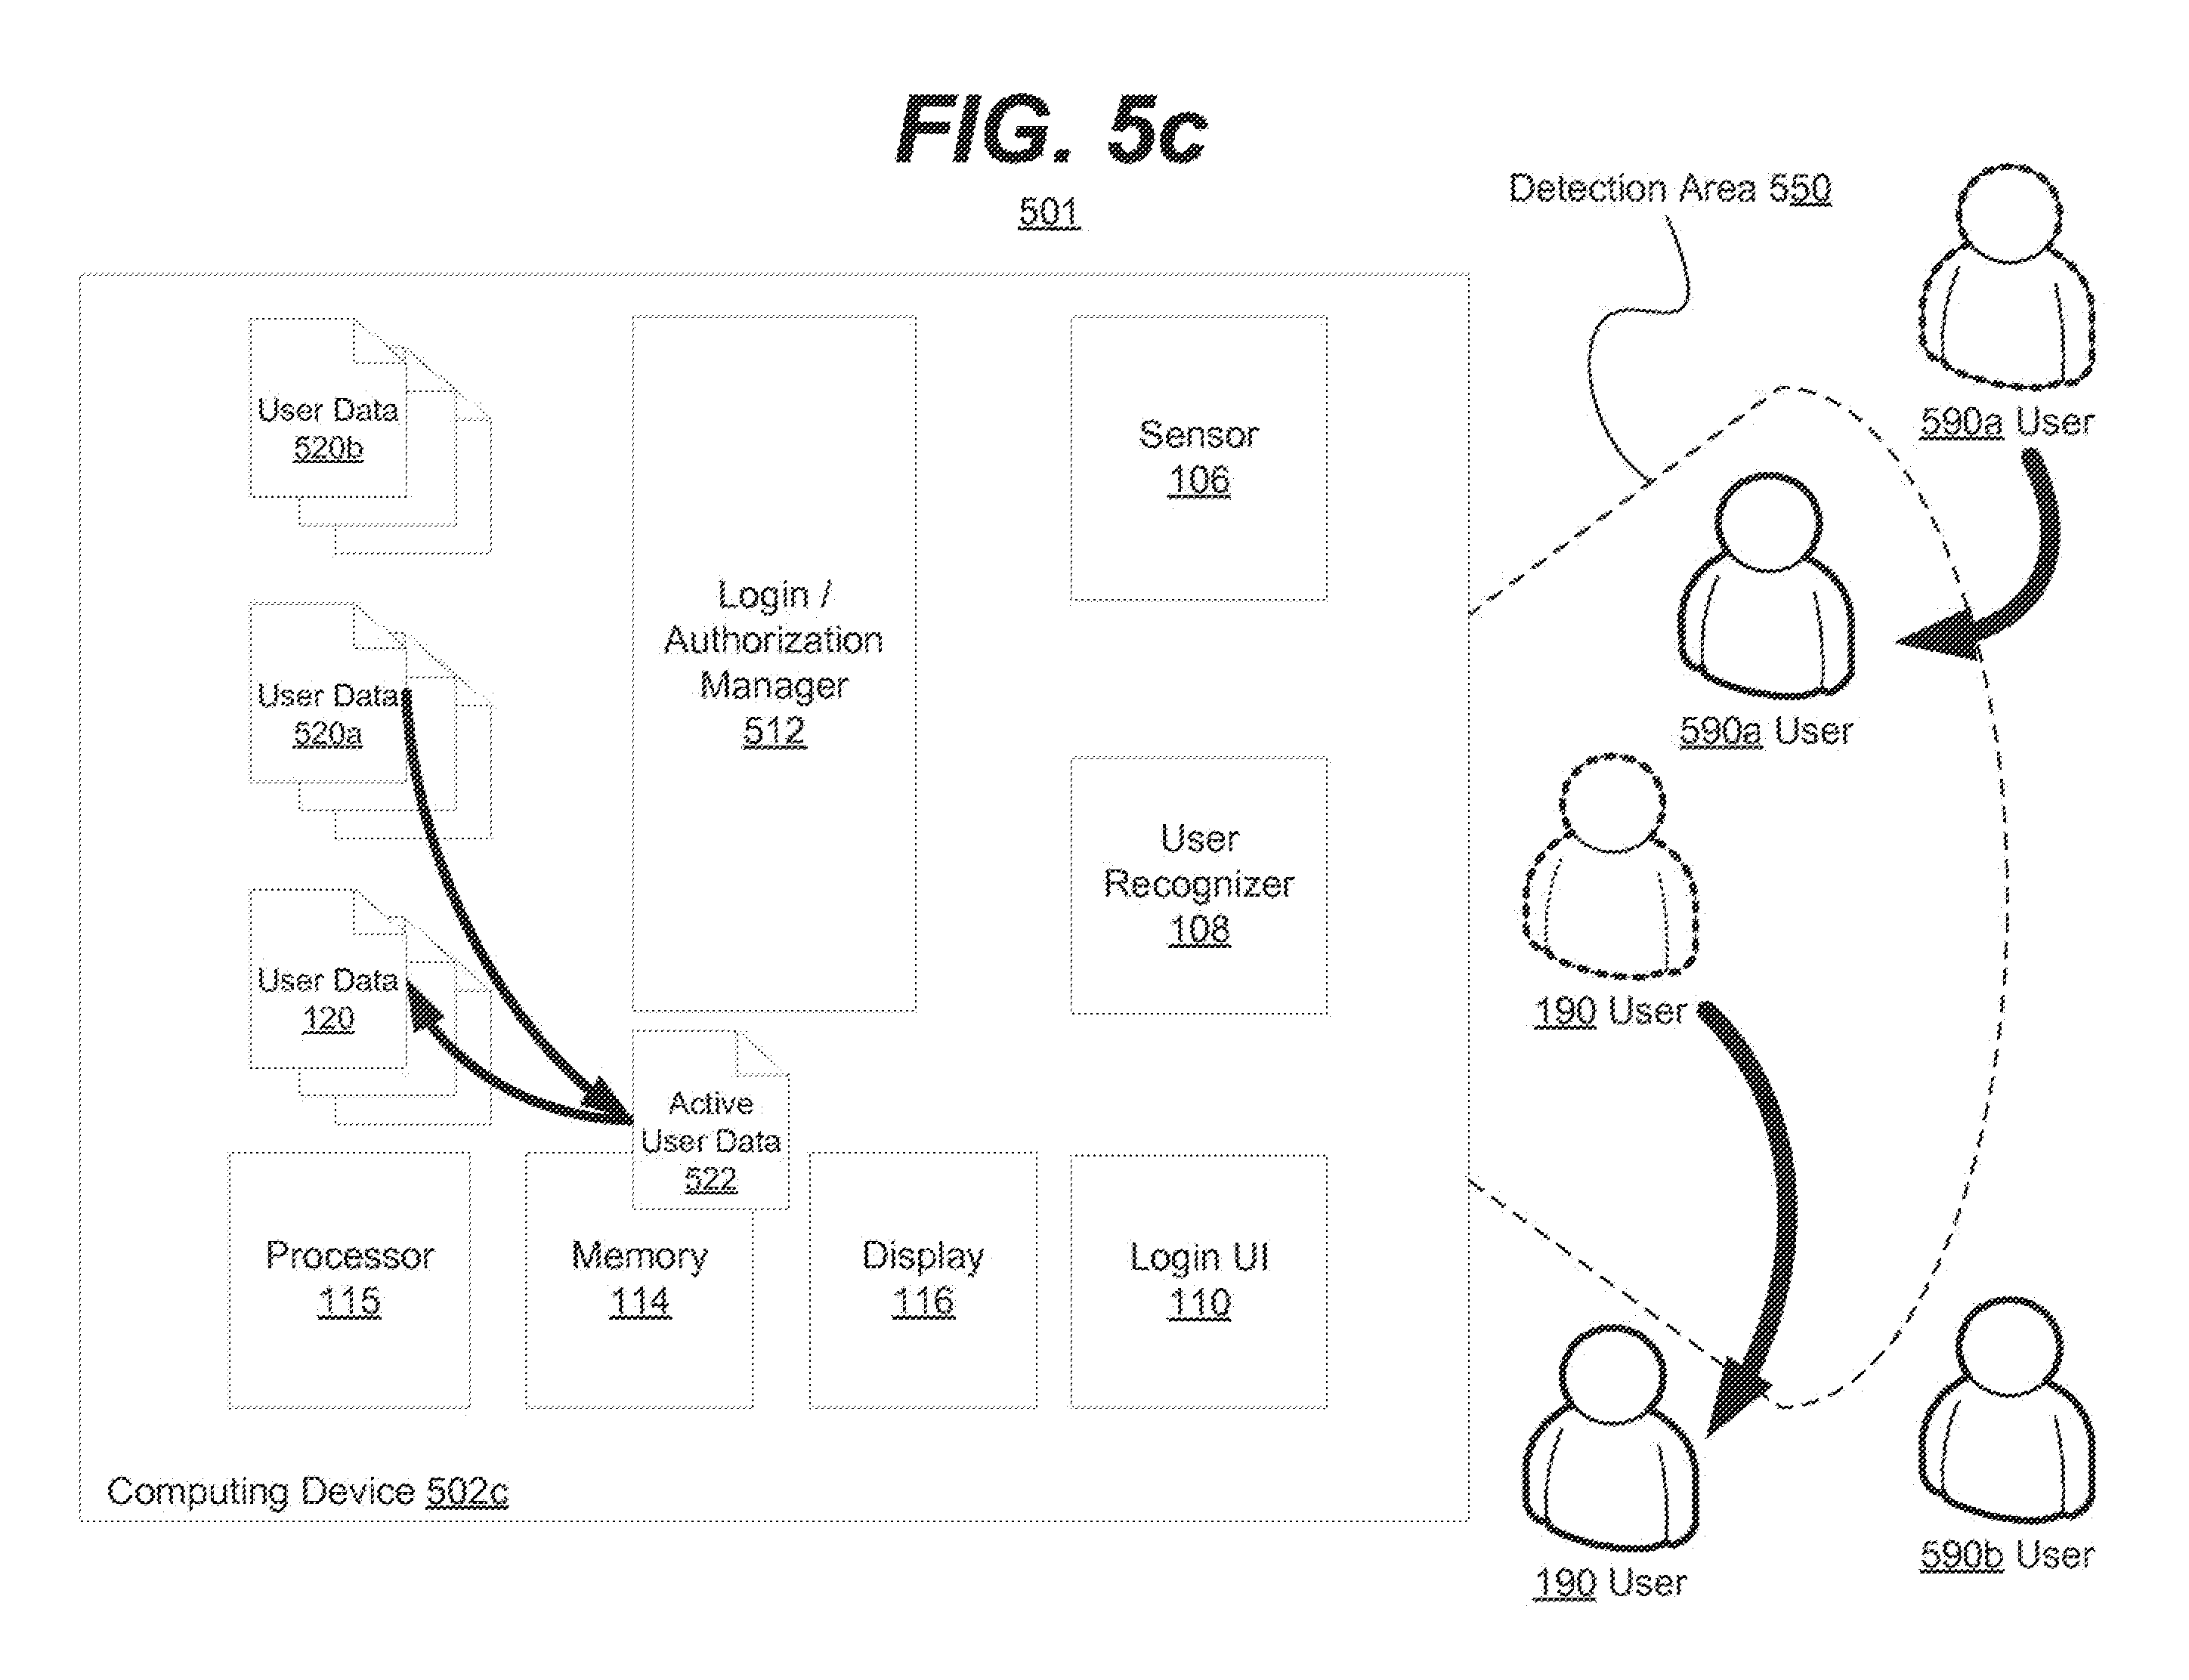 FIG. 5c
501
Detection Area 550
590a User
User Data
520b
Sensor
106
Login /
Authorization
Manager
512
User Data
520a
590a User
User
Recognizer
108
User Data
120
190 User
Active
User Data
522
Processor
115
Memory
114
Display
116
Login UI
110
Computing Device 502c
190 User
590b User